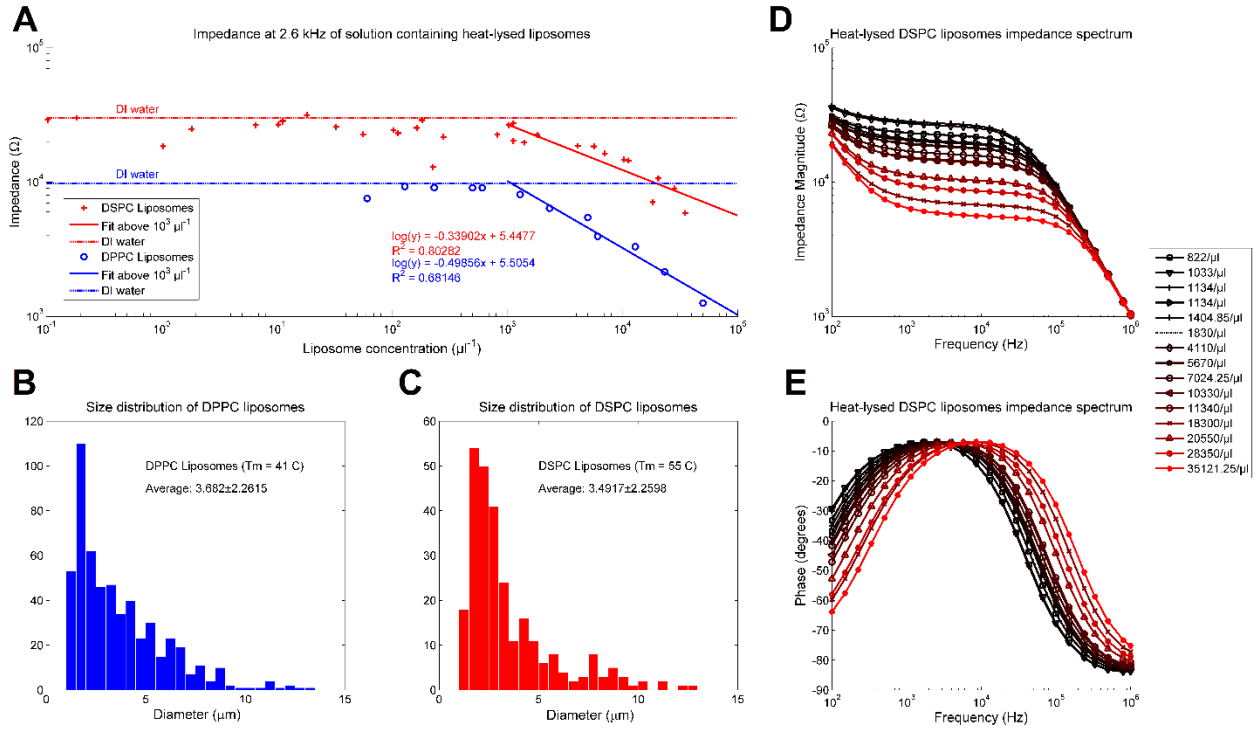 A
Impedance at 2.6 kHz of solution containing heat-lysed liposomes
10^5
10^4
10^3
Impedance (Ω)
DI water
DI water
DSPC Liposomes
Fit above 10^3 µl^-1
DI water
DPPC Liposomes
Fit above 10^3 µl^-1
DI water
log(y) = -0.33902x + 5.4477
R^2 = 0.80282
log(y) = -0.49856x + 5.5054
R^2 = 0.68146
10^-1 10^0 10^1 10^2 10^3 10^4 10^5
Liposome concentration (µl^-1)
B
Size distribution of DPPC liposomes
120
100
80
60
40
20
0
DPPC Liposomes (Tm = 41 C)
Average: 3.682±2.2615
0 5 10 15
Diameter (µm)
C
Size distribution of DSPC liposomes
60
50
40
30
20
10
0
DSPC Liposomes (Tm = 55 C)
Average: 3.4917±2.2598
0 5 10 15
Diameter (µm)
D
Heat-lysed DSPC liposomes impedance spectrum
10^5
10^4
10^3
Impedance Magnitude (Ω)
10^2 10^3 10^4 10^5 10^6
Frequency (Hz)
E
Heat-lysed DSPC liposomes impedance spectrum
0
-10
-20
-30
-40
-50
-60
-70
-80
-90
Phase (degrees)
10^2 10^3 10^4 10^5 10^6
Frequency (Hz)
822/µl
1033/µl
1134/µl
1134/µl
1404.85/µl
1830/µl
4110/µl
5670/µl
7024.25/µl
10330/µl
11340/µl
18300/µl
20550/µl
28350/µl
35121.25/µl